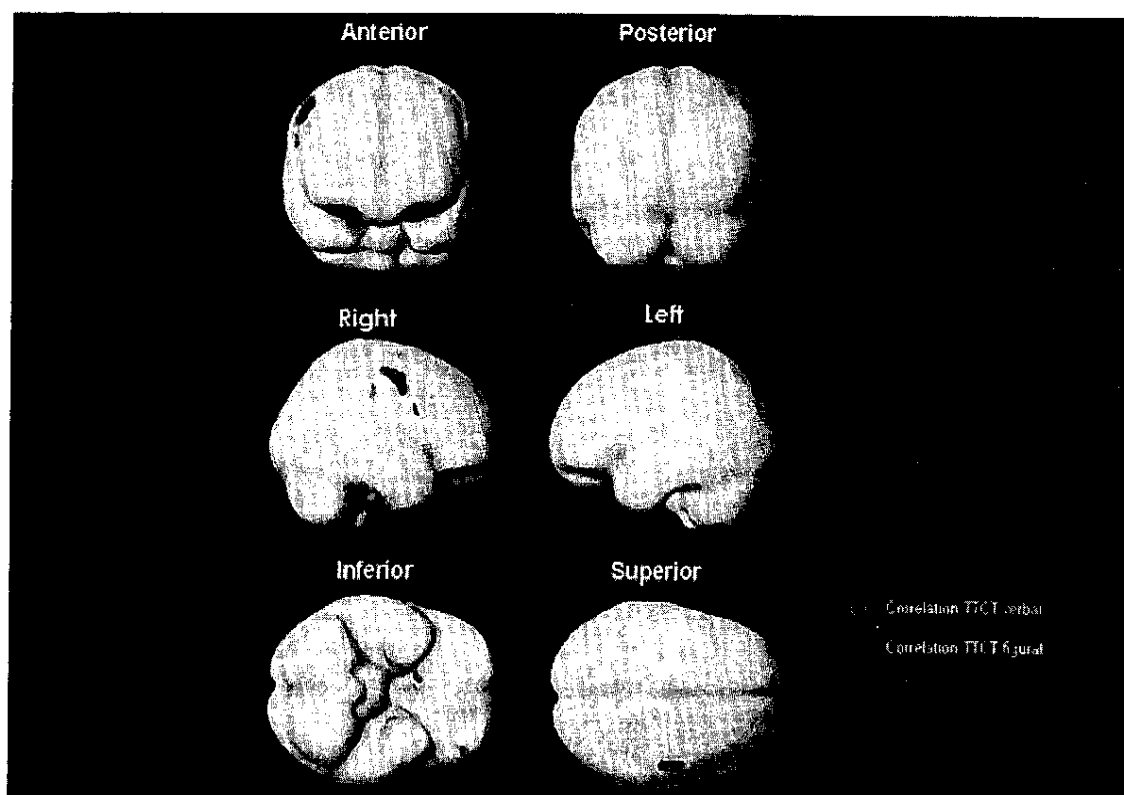 Anterior
Posterior
Right
Left
Inferior
Superior
Correlation TTCT verbal
Correlation TTCT figural